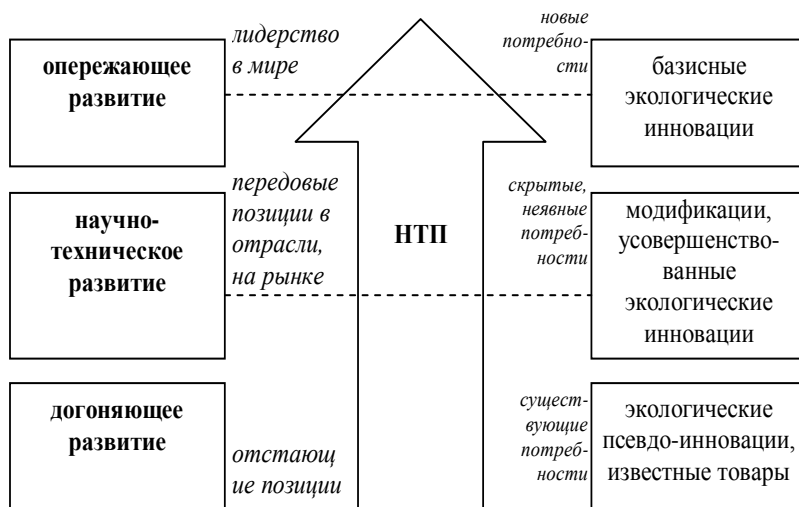 опережающее
развитие
лидерство
в мире
новые
потребно-
сти
базисные
экологические
инновации
научно-
техническое
развитие
передовые
позиции в
отрасли,
на рынке
НТП
скрытые,
неявные
потреб-
ности
модификации,
усовершенство-
ванные
экологические
инновации
догоняющее
развитие
отстающ
ие позиции
сущест-
вующие
потреб-
ности
экологические
псевдо-инновации,
известные товары